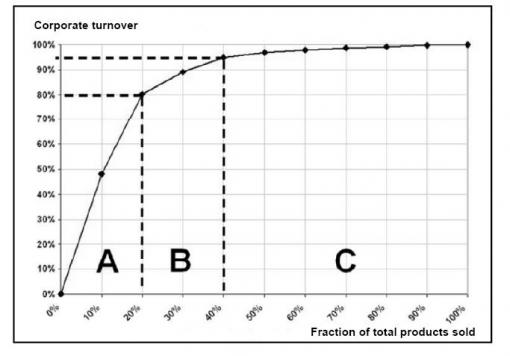 Corporate turnover
100%
90%
80%
70%
60%
50%
40%
30%
20%
10%
0%
A B C
0% 10% 20% 30% 40% 50% 60% 70% 80% 90% 100%
Fraction of total products sold